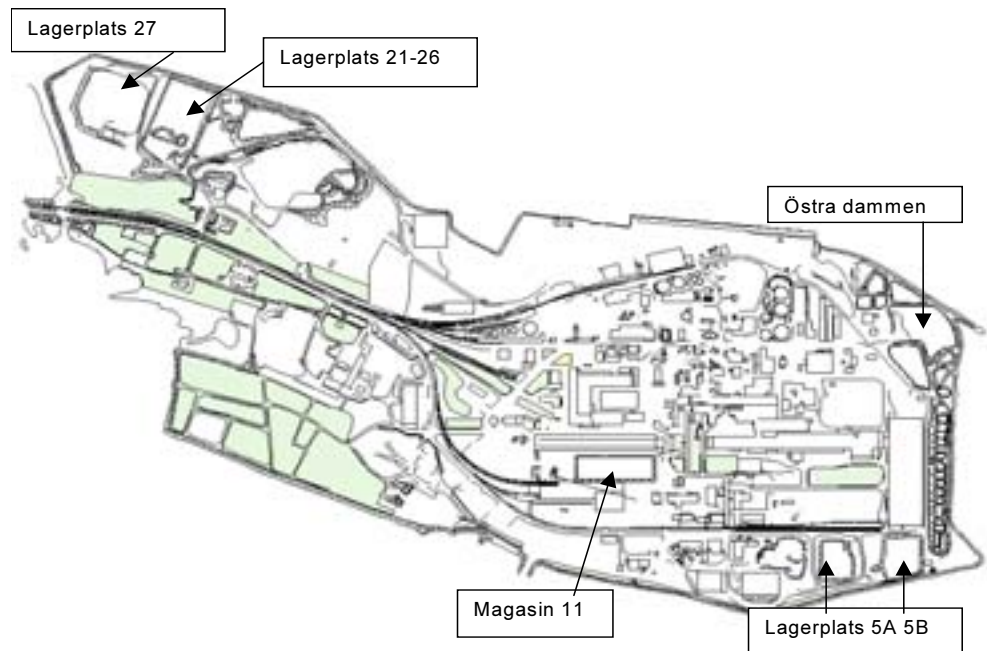 Lagerplats 27
Lagerplats 21-26
Östra dammen
Magasin 11
Lagerplats 5A 5B